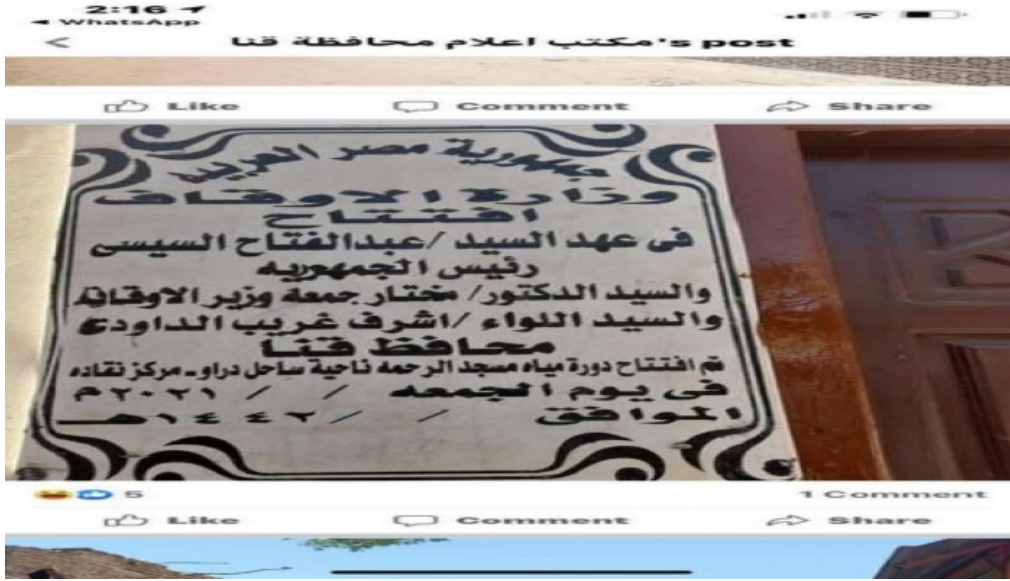 2:16
WhatsApp
مكتب اعلام محافظة قنا's post
Like Comment Share
جمهورية مصر العربيه
وزارة الاوقاف
افتتاح
فى عهد السيد /عبدالفتاح السيسى
رئيس الجمهوريه
والسيد الدكتور/ مختار جمعه وزير الاوقاف
والسيد اللواء /اشرف غريب الداودى
محافظ قنا
تم افتتاح دورة مياه مسجد الرحمه ناحية ساحل دراو - مركز نقاده
فى يوم الجمعه / / ٢٠٢١م
الموافق / / ١٤٤٢هـ
5 1 Comment
Like Comment Share